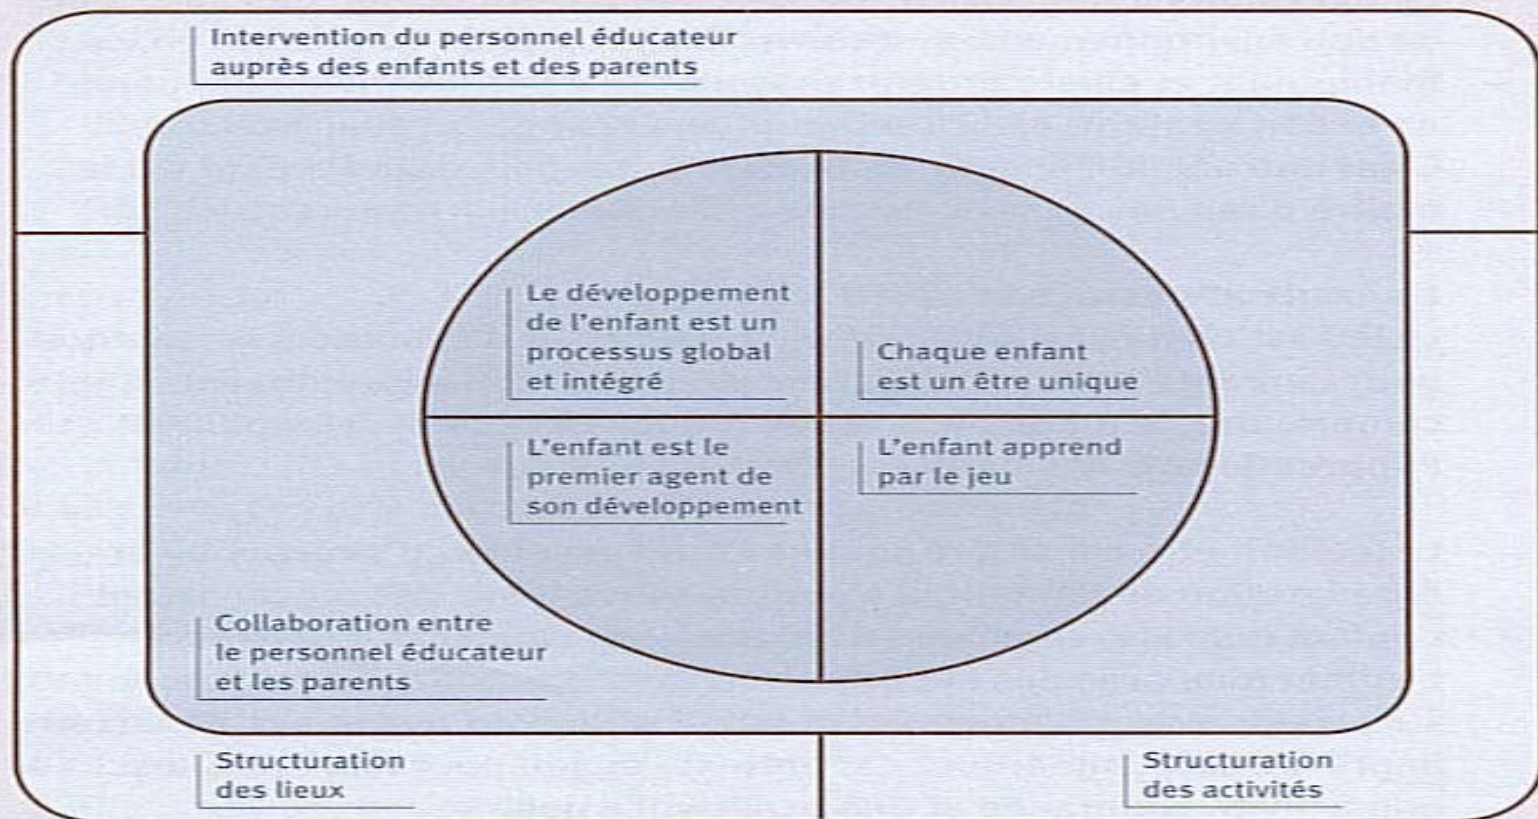 Intervention du personnel éducateur
auprès des enfants et des parents
Le développement
de l'enfant est un
processus global
et intégré
Chaque enfant
est un être unique
L'enfant est le
premier agent de
son développement
L'enfant apprend
par le jeu
Collaboration entre
le personnel éducateur
et les parents
Structuration
des lieux
Structuration
des activités